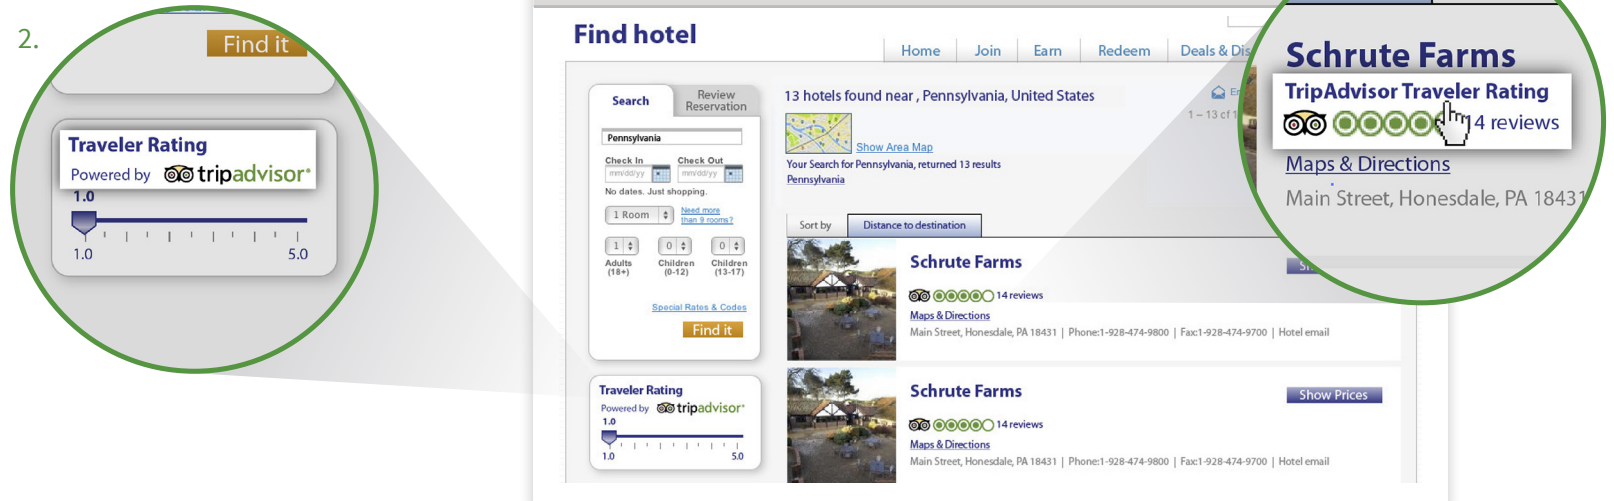 2.
Find it
Traveler Rating
Powered by tripadvisor®
1.0
1.0 5.0
Find hotel
Home Join Earn Redeem Deals &
Search
Review
Reservation
Pennsylvania
Check In Check Out
mm/dd/yy mm/dd/yy
No dates. Just shopping.
1 Room
Need more
than 9 rooms?
1 0 0
Adults Children Children
(18+) (0-12) (13-17)
Special Rates & Codes
Find it
Traveler Rating
Powered by tripadvisor®
1.0
1.0 5.0
13 hotels found near , Pennsylvania, United States
1 – 13 of
Show Area Map
Your Search for Pennsylvania, returned 13 results
Pennsylvania
Sort by Distance to destination
Schrute Farms
14 reviews
Maps & Directions
Main Street, Honesdale, PA 18431 | Phone:1-928-474-9800 | Fax:1-928-474-9700 | Hotel email
Schrute Farms
Show Prices
14 reviews
Maps & Directions
Main Street, Honesdale, PA 18431 | Phone:1-928-474-9800 | Fax:1-928-474-9700 | Hotel email
Schrute Farms
TripAdvisor Traveler Rating
14 reviews
Maps & Directions
Main Street, Honesdale, PA 18431